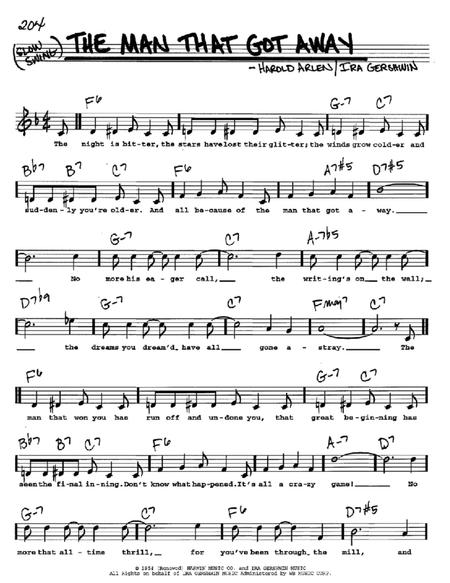 204
(SLOW SWING)
THE MAN THAT GOT AWAY
- HAROLD ARLEN / IRA GERSHWIN
F6 G-7 C7
The night is bit-ter, the stars have lost their glit-ter; the winds grow cold-er and
Bb7 B7 C7 F6 A7#5 D7#5
sud-den-ly you're old-er. And all be-cause of the man that got a-way.
G-7 C7 A-7b5
No more his ea-ger call, the writ-ing's on the wall;
D7b9 G-7 C7 Fmaj7 C7
the dreams you dream'd, have all gone a-stray. The
F6 G-7 C7
man that won you has run off and un-done you, that great be-gin-ning has
Bb7 B7 C7 F6 A-7 D7
seen the fi-nal in-ning. Don't know what hap-pened. It's all a cra-zy game! No
G-7 C7 F6 D7#5
more that all-time thrill, for you've been through the mill, and
© 1954 (Renewed) HARWIN MUSIC CO. and IRA GERSHWIN MUSIC
All Rights on behalf of IRA GERSHWIN MUSIC Administered by WB MUSIC CORP.